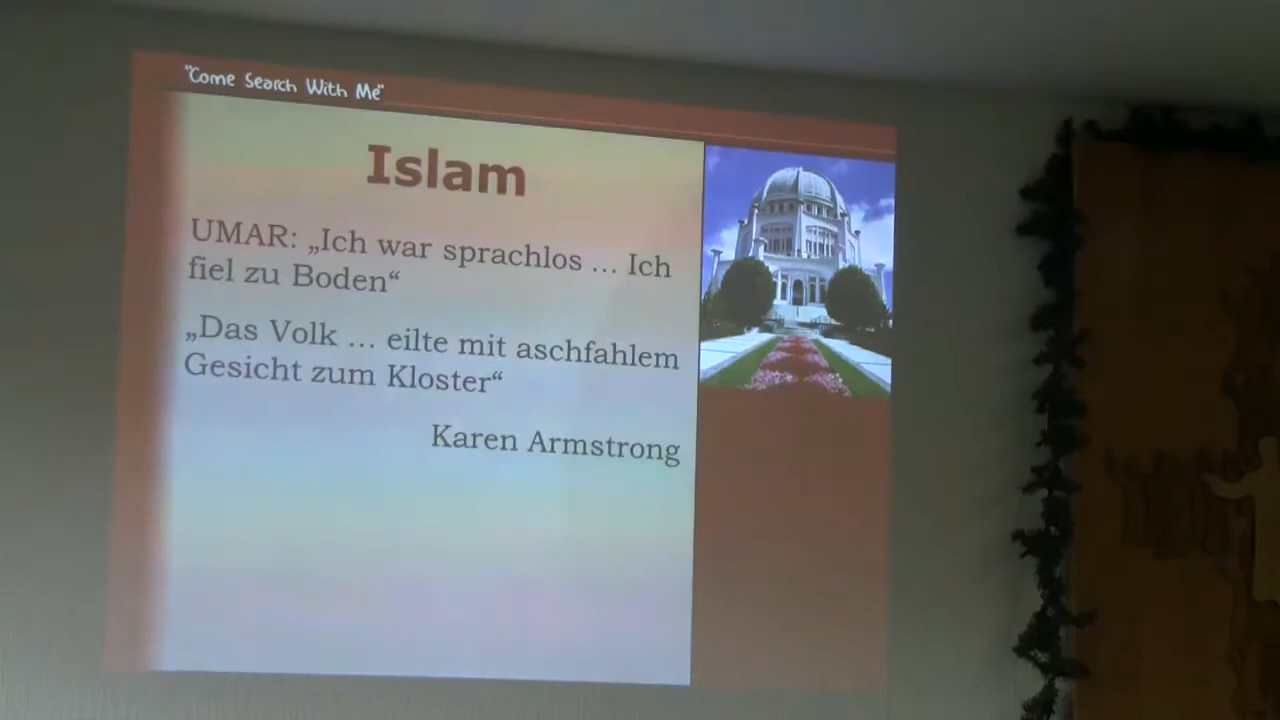 "Come Search With Me"
Islam
UMAR: „Ich war sprachlos … Ich
fiel zu Boden“
„Das Volk … eilte mit aschfahlem
Gesicht zum Kloster“
Karen Armstrong